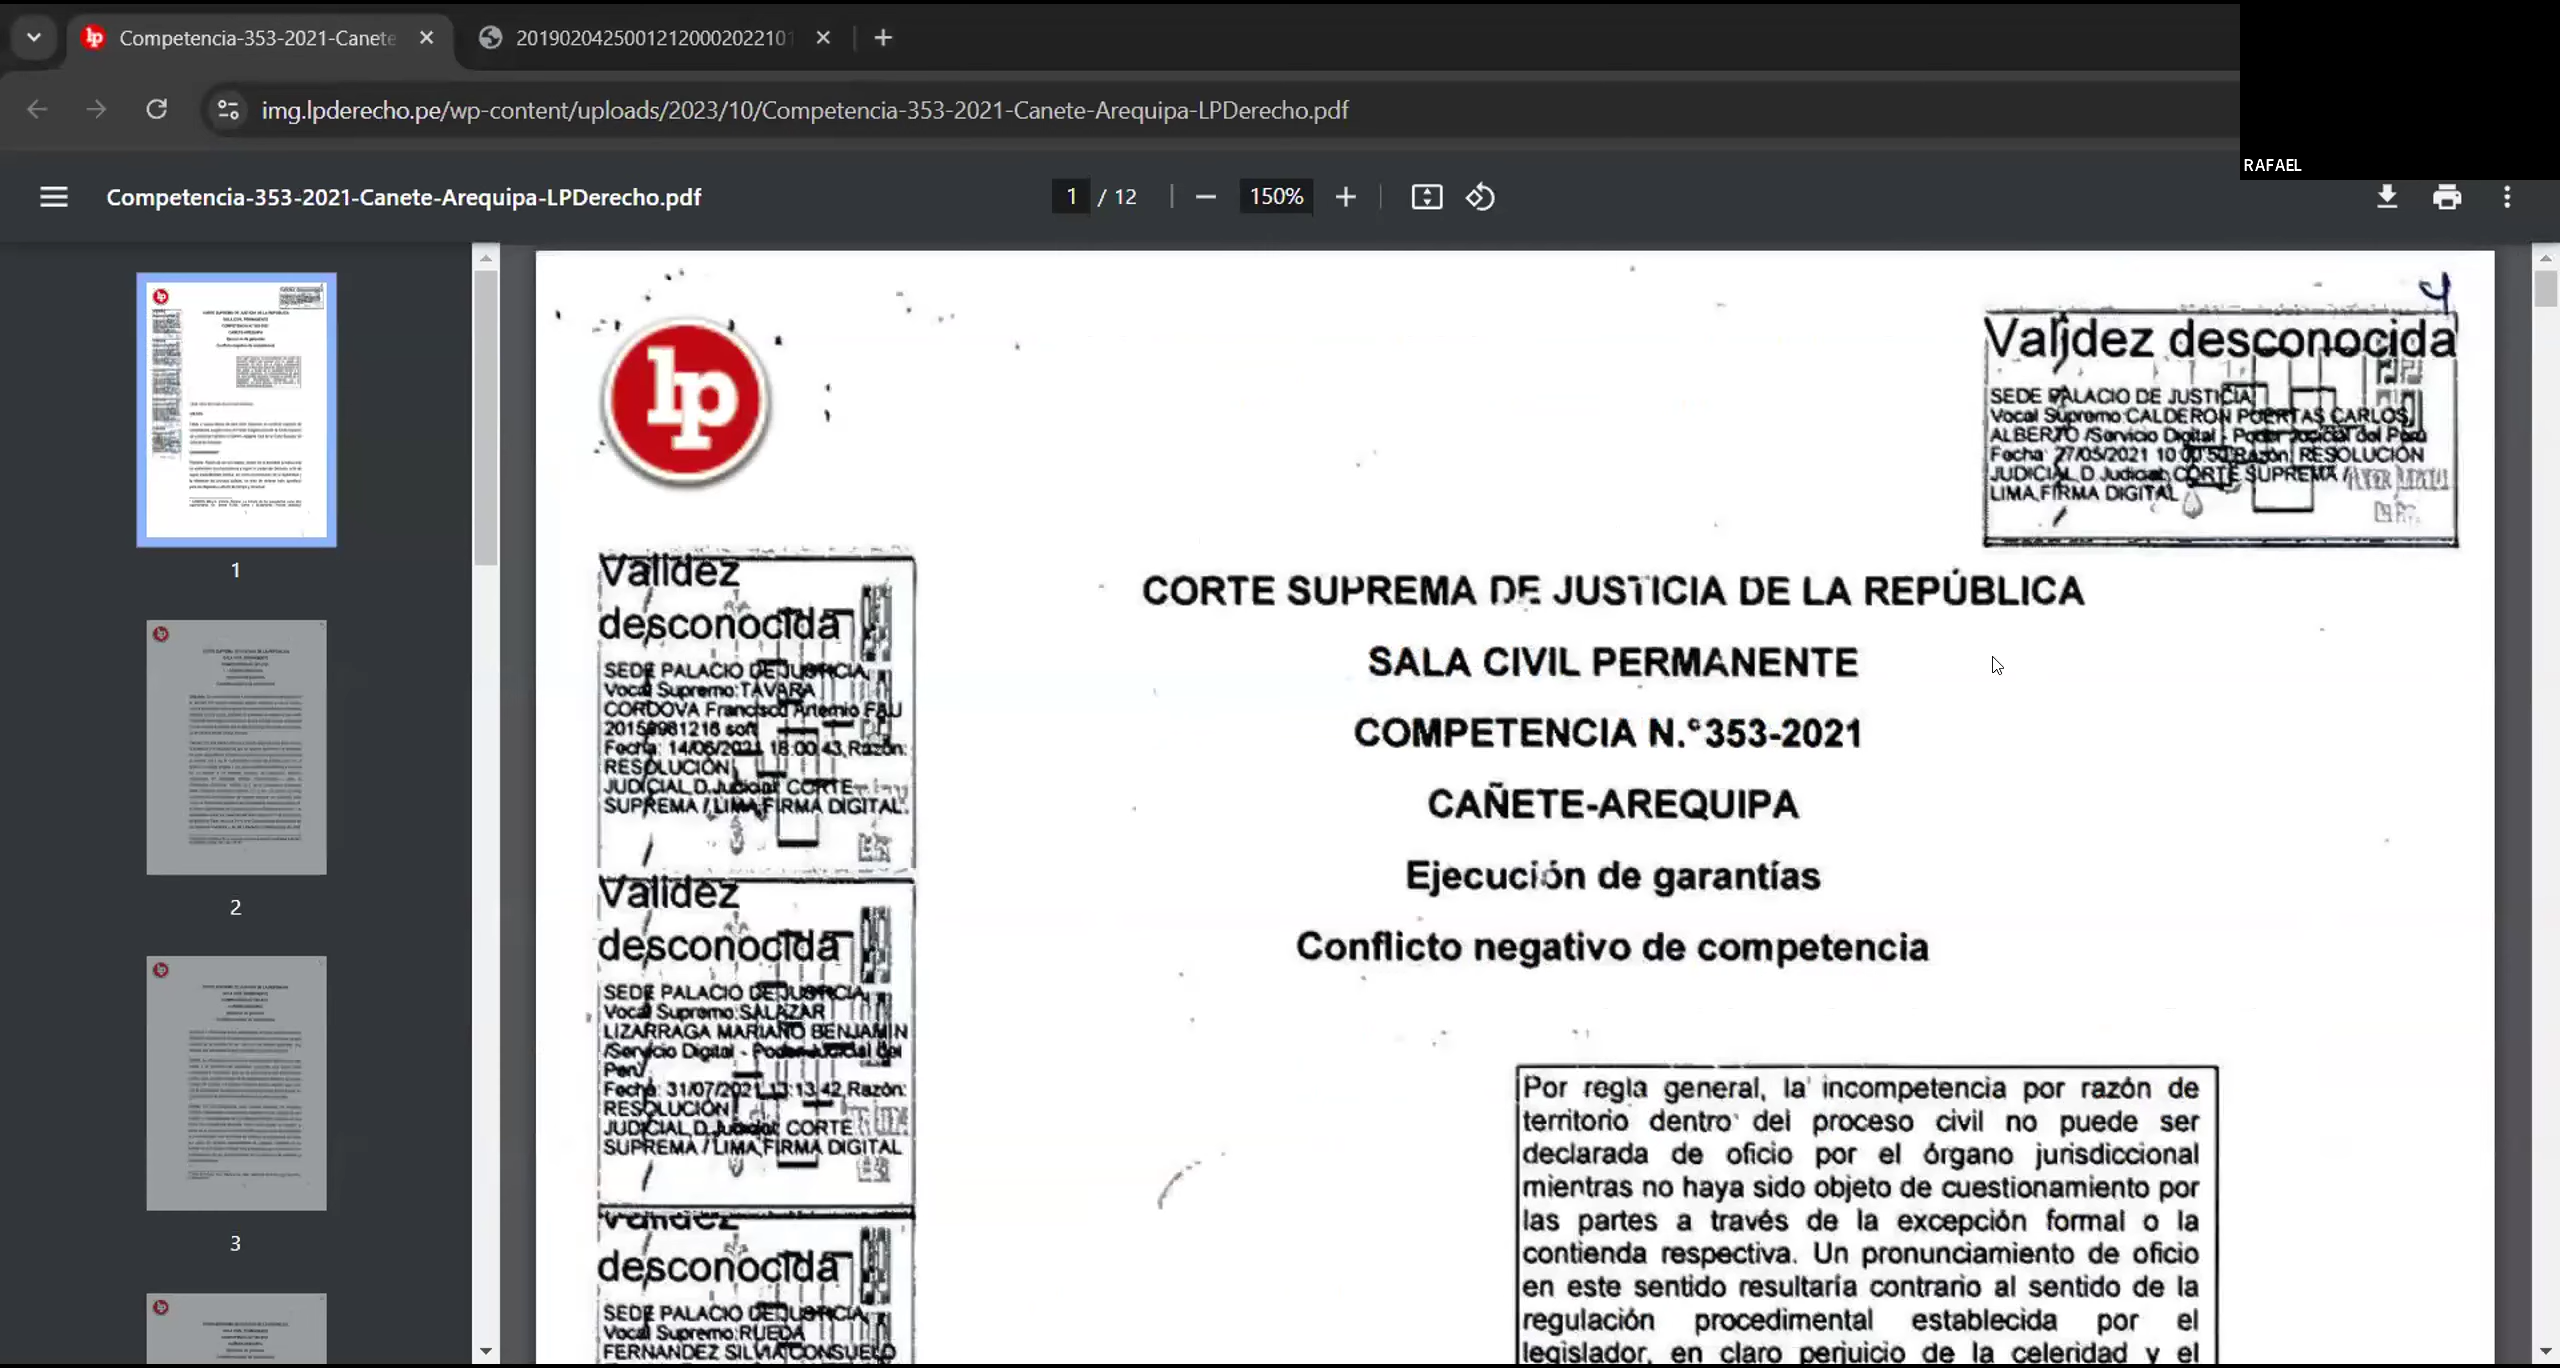 Competencia-353-2021-Canete
20190204250012120002022101
img.lpderecho.pe/wp-content/uploads/2023/10/Competencia-353-2021-Canete-Arequipa-LPDerecho.pdf
RAFAEL
Competencia-353-2021-Canete-Arequipa-LPDerecho.pdf
1 / 12
150%
1
2
3
lp
Validez desconocida
SEDE PALACIO DE JUSTICIA,
Vocal Supremo:CALDERON PUERTAS CARLOS
ALBERTO /Servicio Digital - Poder Judicial del Perú
Fecha: 27/05/2021 10:00:50,Razón: RESOLUCIÓN
JUDICIAL,D.Judicial: CORTE SUPREMA /
LIMA,FIRMA DIGITAL
Validez
desconocida
SEDE PALACIO DE JUSTICIA,
Vocal Supremo:TAVARA
CORDOVA Francisco Artemio FAU
20159981216 soft
Fecha: 14/06/2021 18:00:43,Razón:
RESOLUCIÓN
JUDICIAL,D.Judicial: CORTE
SUPREMA / LIMA,FIRMA DIGITAL
Validez
desconocida
SEDE PALACIO DE JUSTICIA,
Vocal Supremo:SALAZAR
LIZARRAGA MARIANO BENJAMIN
/Servicio Digital - Poder Judicial del
Perú
Fecha: 31/07/2021 13:13:42,Razón:
RESOLUCIÓN
JUDICIAL,D.Judicial: CORTE
SUPREMA / LIMA,FIRMA DIGITAL
Validez
desconocida
SEDE PALACIO DE JUSTICIA,
Vocal Supremo:RUEDA
FERNANDEZ SILVIA CONSUELO
CORTE SUPREMA DE JUSTICIA DE LA REPÚBLICA
SALA CIVIL PERMANENTE
COMPETENCIA N.°353-2021
CAÑETE-AREQUIPA
Ejecución de garantías
Conflicto negativo de competencia
Por regla general, la incompetencia por razón de
territorio dentro del proceso civil no puede ser
declarada de oficio por el órgano jurisdiccional
mientras no haya sido objeto de cuestionamiento por
las partes a través de la excepción formal o la
contienda respectiva. Un pronunciamiento de oficio
en este sentido resultaría contrario al sentido de la
regulación procedimental establecida por el
legislador, en claro perjuicio de la celeridad y el